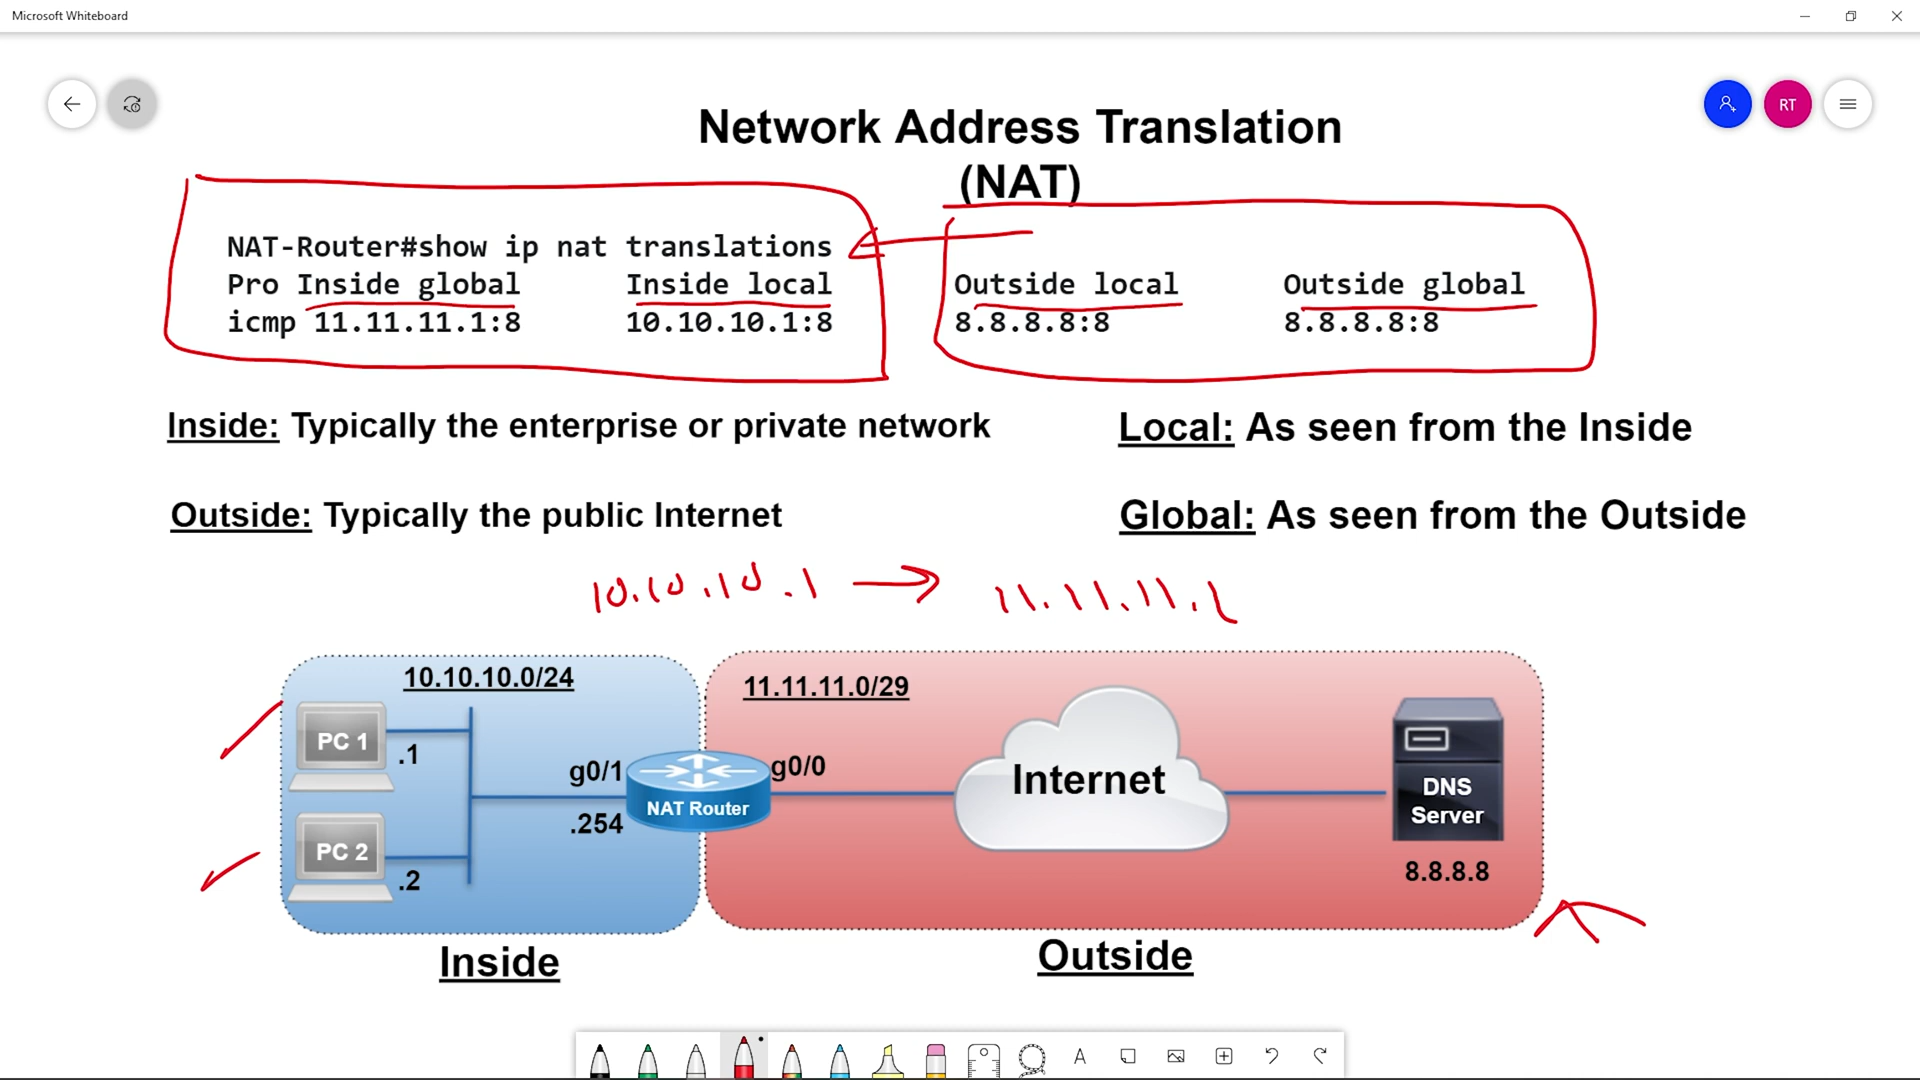 Microsoft Whiteboard
RT
Network Address Translation
(NAT)
NAT-Router#show ip nat translations
Pro Inside global Inside local Outside local Outside global
icmp 11.11.11.1:8 10.10.10.1:8 8.8.8.8:8 8.8.8.8:8
Inside: Typically the enterprise or private network
Local: As seen from the Inside
Outside: Typically the public Internet
Global: As seen from the Outside
10.10.10.1 → 11.11.11.1
10.10.10.0/24
11.11.11.0/29
PC 1
.1
g0/1
g0/0
NAT Router
.254
Internet
DNS
Server
8.8.8.8
PC 2
.2
Inside
Outside
A